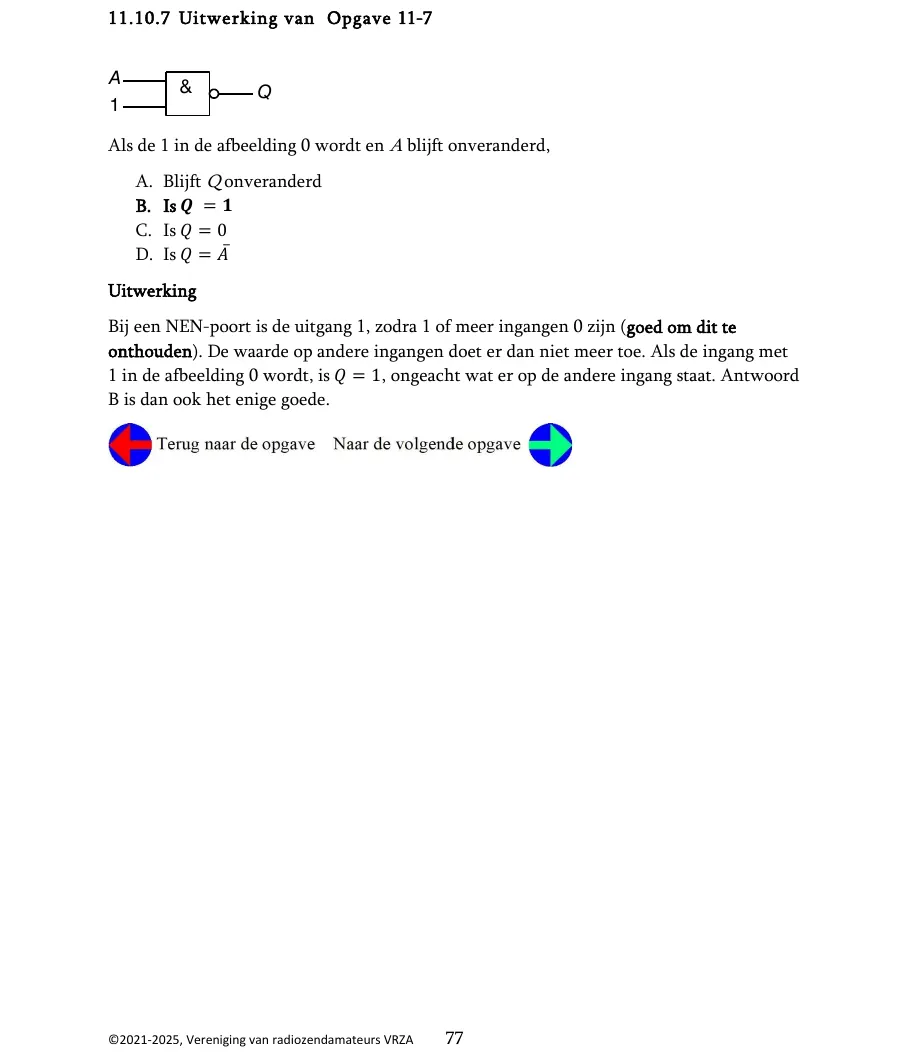 11.10.7 Uitwerking van Opgave 11-7
A
&
Q
1
Als de 1 in de afbeelding 0 wordt en A blijft onveranderd,
A. Blijft Q onveranderd
B. Is Q = 1
C. Is Q = 0
D. Is Q = Ā
Uitwerking
Bij een NEN-poort is de uitgang 1, zodra 1 of meer ingangen 0 zijn (goed om dit te
onthouden). De waarde op andere ingangen doet er dan niet meer toe. Als de ingang met
1 in de afbeelding 0 wordt, is Q = 1, ongeacht wat er op de andere ingang staat. Antwoord
B is dan ook het enige goede.
Terug naar de opgave Naar de volgende opgave
©2021-2025, Vereniging van radiozendamateurs VRZA 77